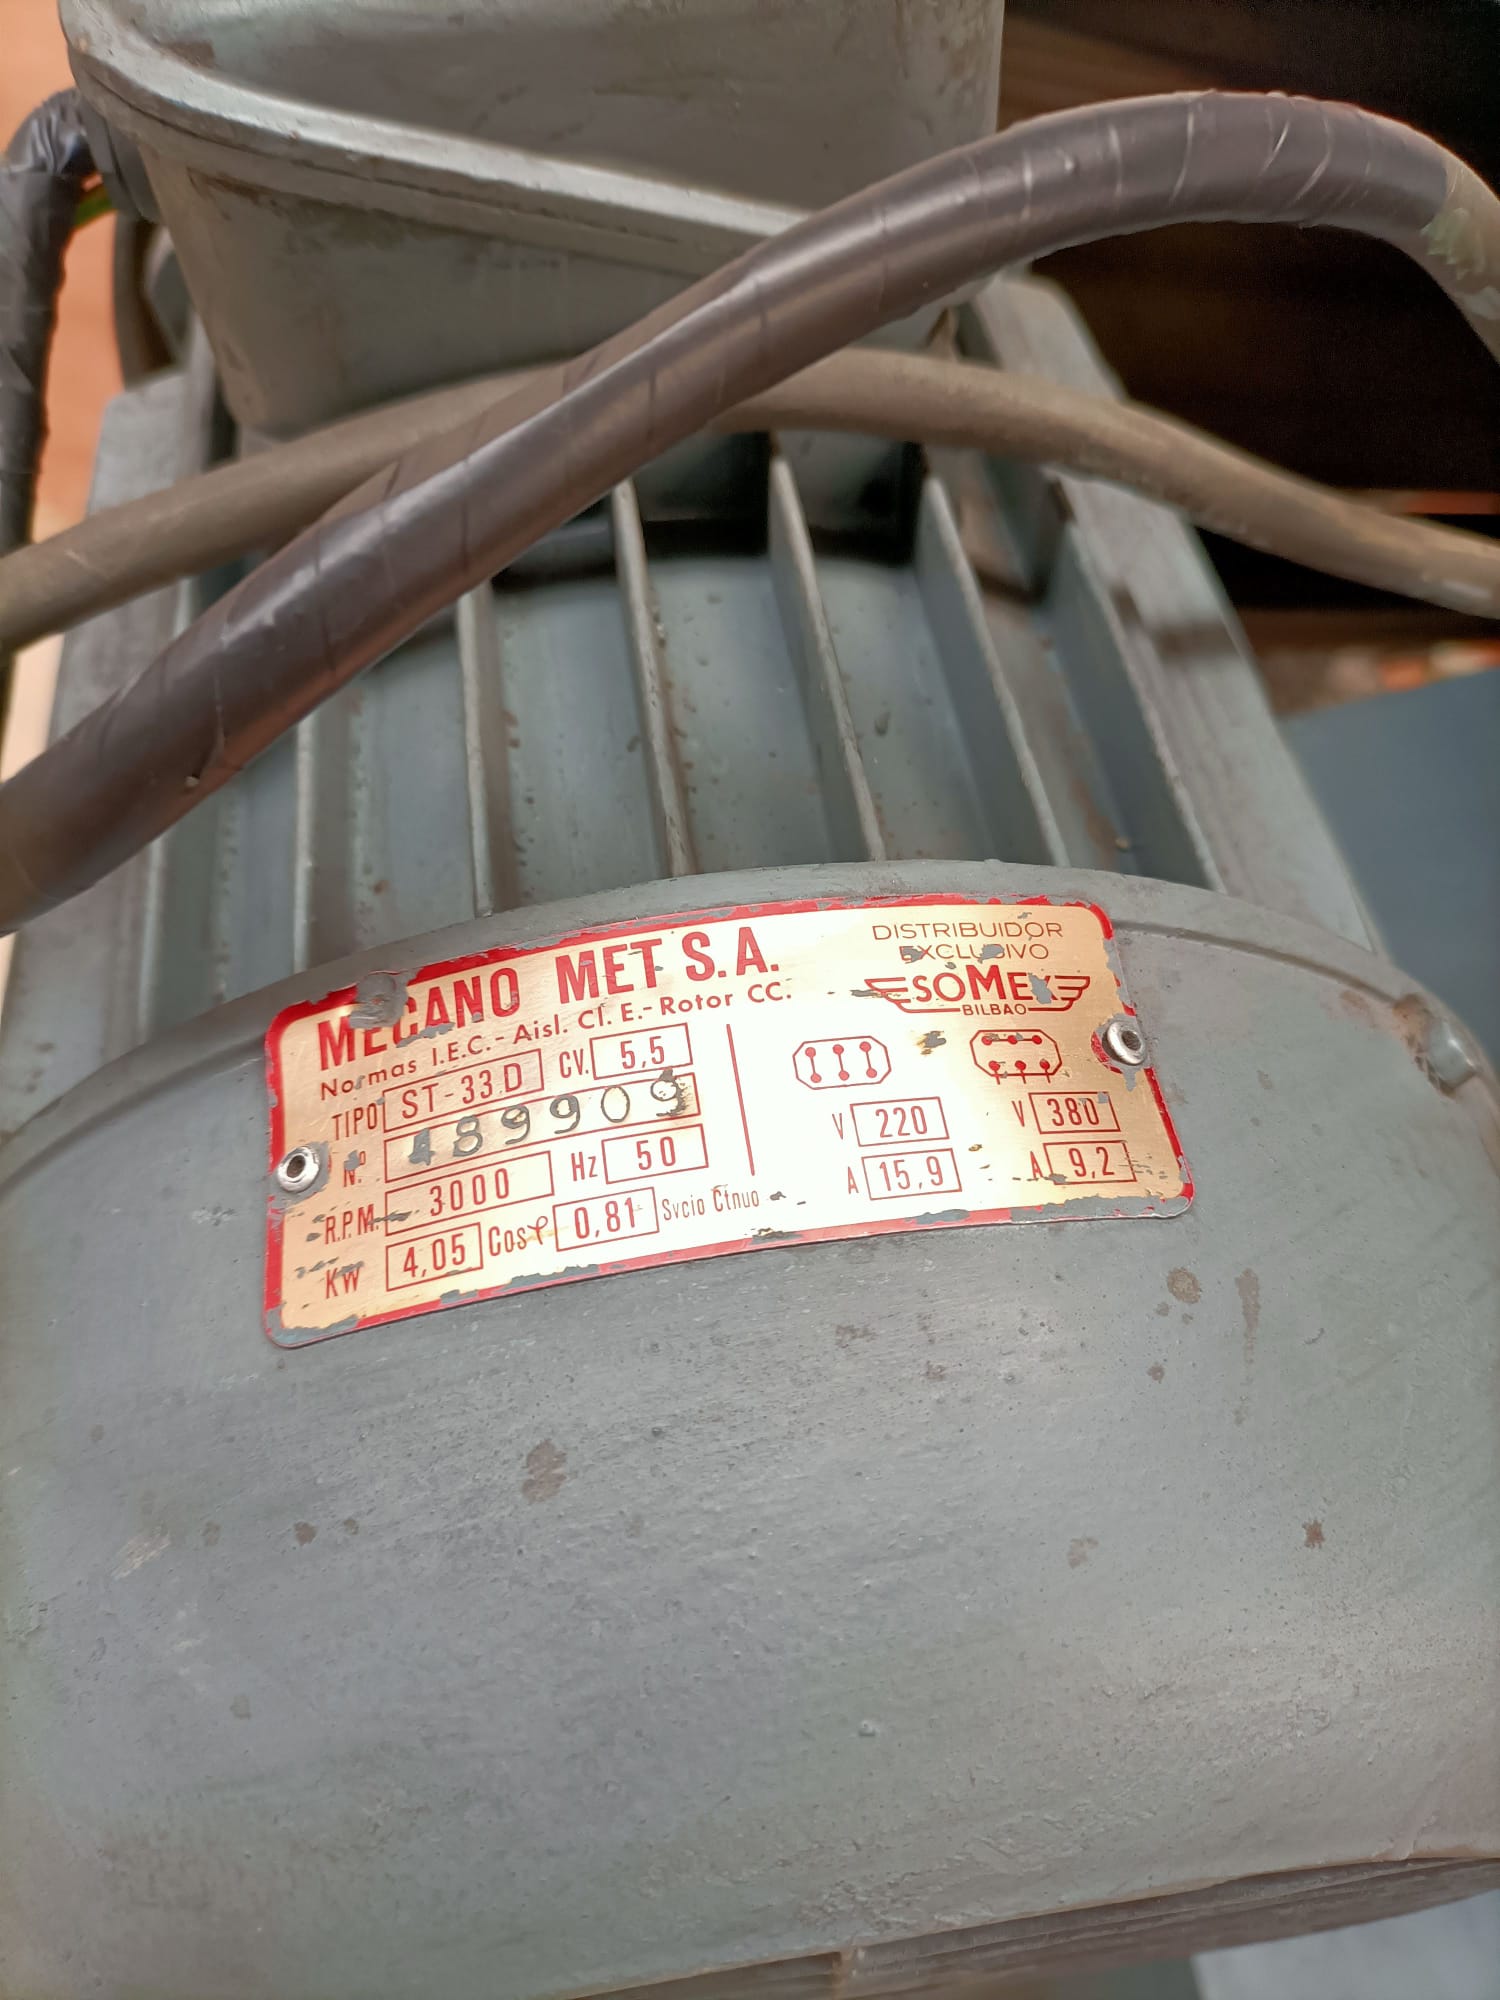 MECANO MET S.A.
Normas I.E.C.- Aisl. Cl. E.- Rotor CC.
TIPO ST-33 D CV. 5,5
Nº 489909
R.P.M. 3000 Hz 50
KW 4,05 Cos φ 0,81 Svcio Ctnuo
DISTRIBUIDOR
EXCLUSIVO
SOMEX
BILBAO
V 220 V 380
A 15,9 A 9,2